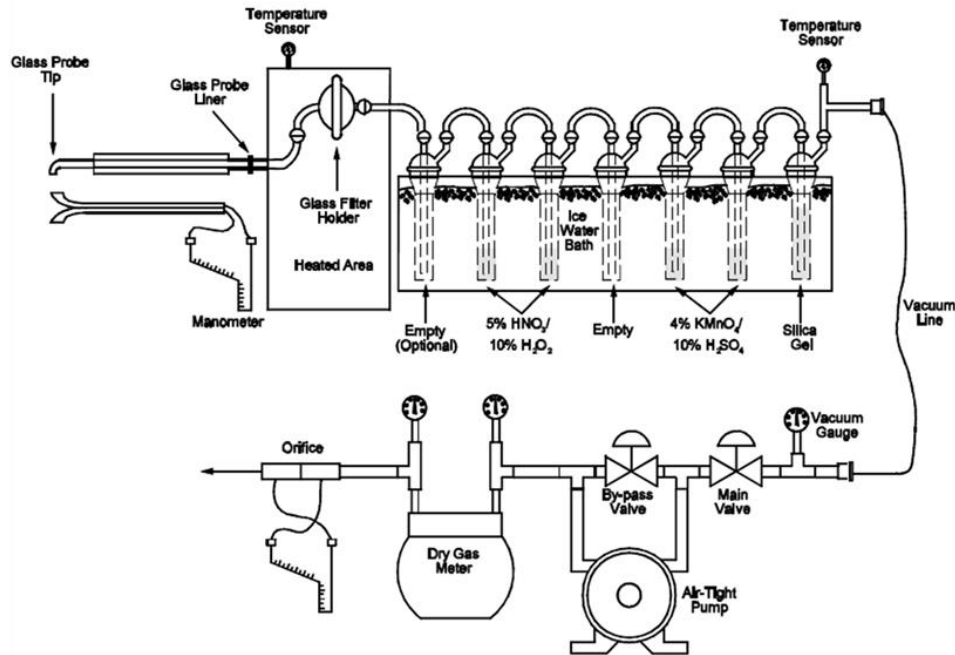 Temperature
Sensor
Temperature
Sensor
Glass Probe
Tip
Glass Probe
Liner
Glass Filter
Holder
Heated Area
Manometer
Ice
Water
Bath
Empty
(Optional)
5% HNO₃/
10% H₂O₂
Empty
4% KMnO₄/
10% H₂SO₄
Silica
Gel
Vacuum
Line
Vacuum
Gauge
Orifice
By-pass
Valve
Main
Valve
Dry Gas
Meter
Air-Tight
Pump